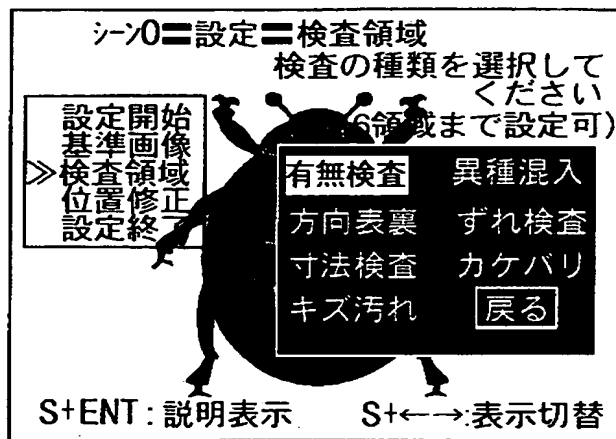 シーン0=設定=検査領域
検査の種類を選択して
ください
(6領域まで設定可)
設定開始
基準画像
≫検査領域
位置修正
設定終
有無検査 異種混入
方向表裏 ずれ検査
寸法検査 カケバリ
キズ汚れ 戻る
S+ENT:説明表示 S+←→:表示切替